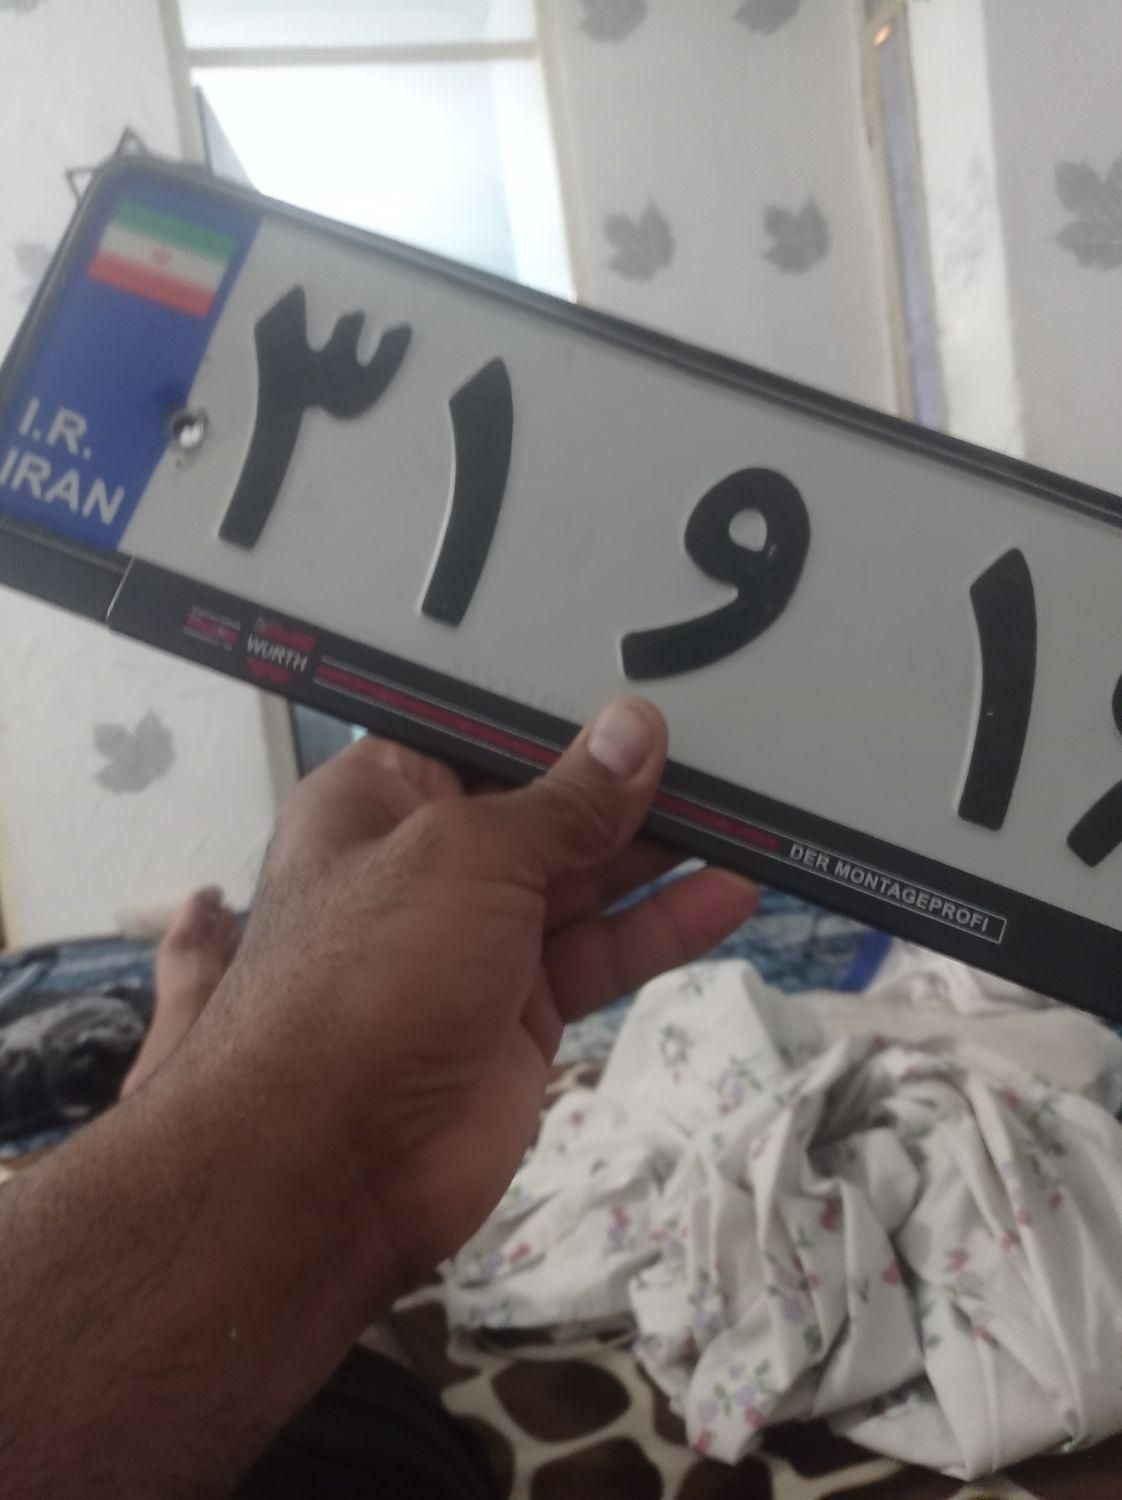 ۳۱ و ۱
I.R.
IRAN
WURTH
DER MONTAGEPROFI